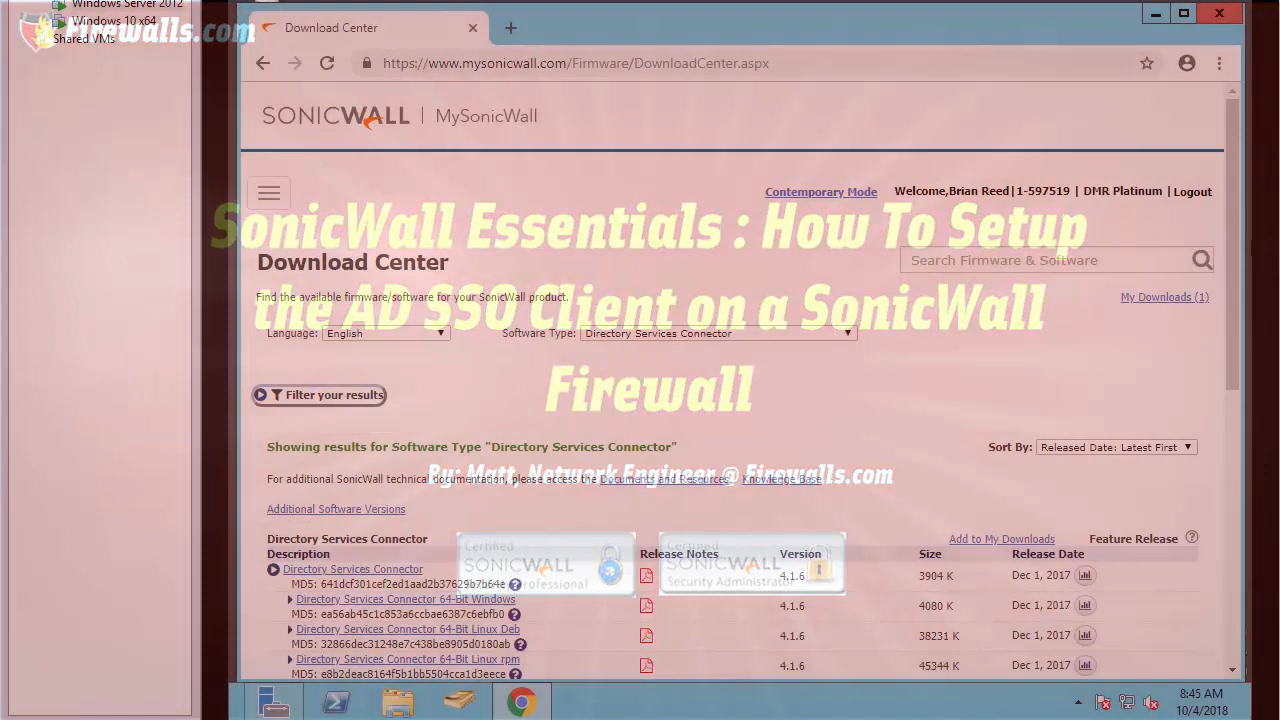 Windows Server 2012
Windows 10 x64
Shared VMs
Firewalls.com
Download Center
https://www.mysonicwall.com/Firmware/DownloadCenter.aspx
SONICWALL | MySonicWall
Contemporary Mode Welcome,Brian Reed|1-597519 | DMR Platinum | Logout
SonicWall Essentials : How To Setup
the AD SSO Client on a SonicWall
Firewall
By: Matt, Network Engineer @ Firewalls.com
Download Center
Search Firmware & Software
Find the available firmware/software for your SonicWall product.
My Downloads (1)
Language: English
Software Type: Directory Services Connector
Filter your results
Showing results for Software Type "Directory Services Connector"
Sort By: Released Date: Latest First
For additional SonicWall technical documentation, please access the Documents and Resources Knowledge Base
Additional Software Versions
Directory Services Connector Add to My Downloads Feature Release
Description Release Notes Version Size Release Date
Directory Services Connector 4.1.6 3904 K Dec 1, 2017
MD5: 641dcf301cef2ed1aad2b37629b7b64e
Directory Services Connector 64-Bit Windows 4.1.6 4080 K Dec 1, 2017
MD5: ea56ab45c1c853a6ccbae6387c6ebfb0
Directory Services Connector 64-Bit Linux Deb 4.1.6 38231 K Dec 1, 2017
MD5: 32866dec31248e7c438be8905d0180ab
Directory Services Connector 64-Bit Linux rpm 4.1.6 45344 K Dec 1, 2017
MD5: e8b2deac8164f5b1bb5504cca1d3eece
Certified
SONICWALL
Professional
Certified
SONICWALL
Security Administrator
8:45 AM
10/4/2018